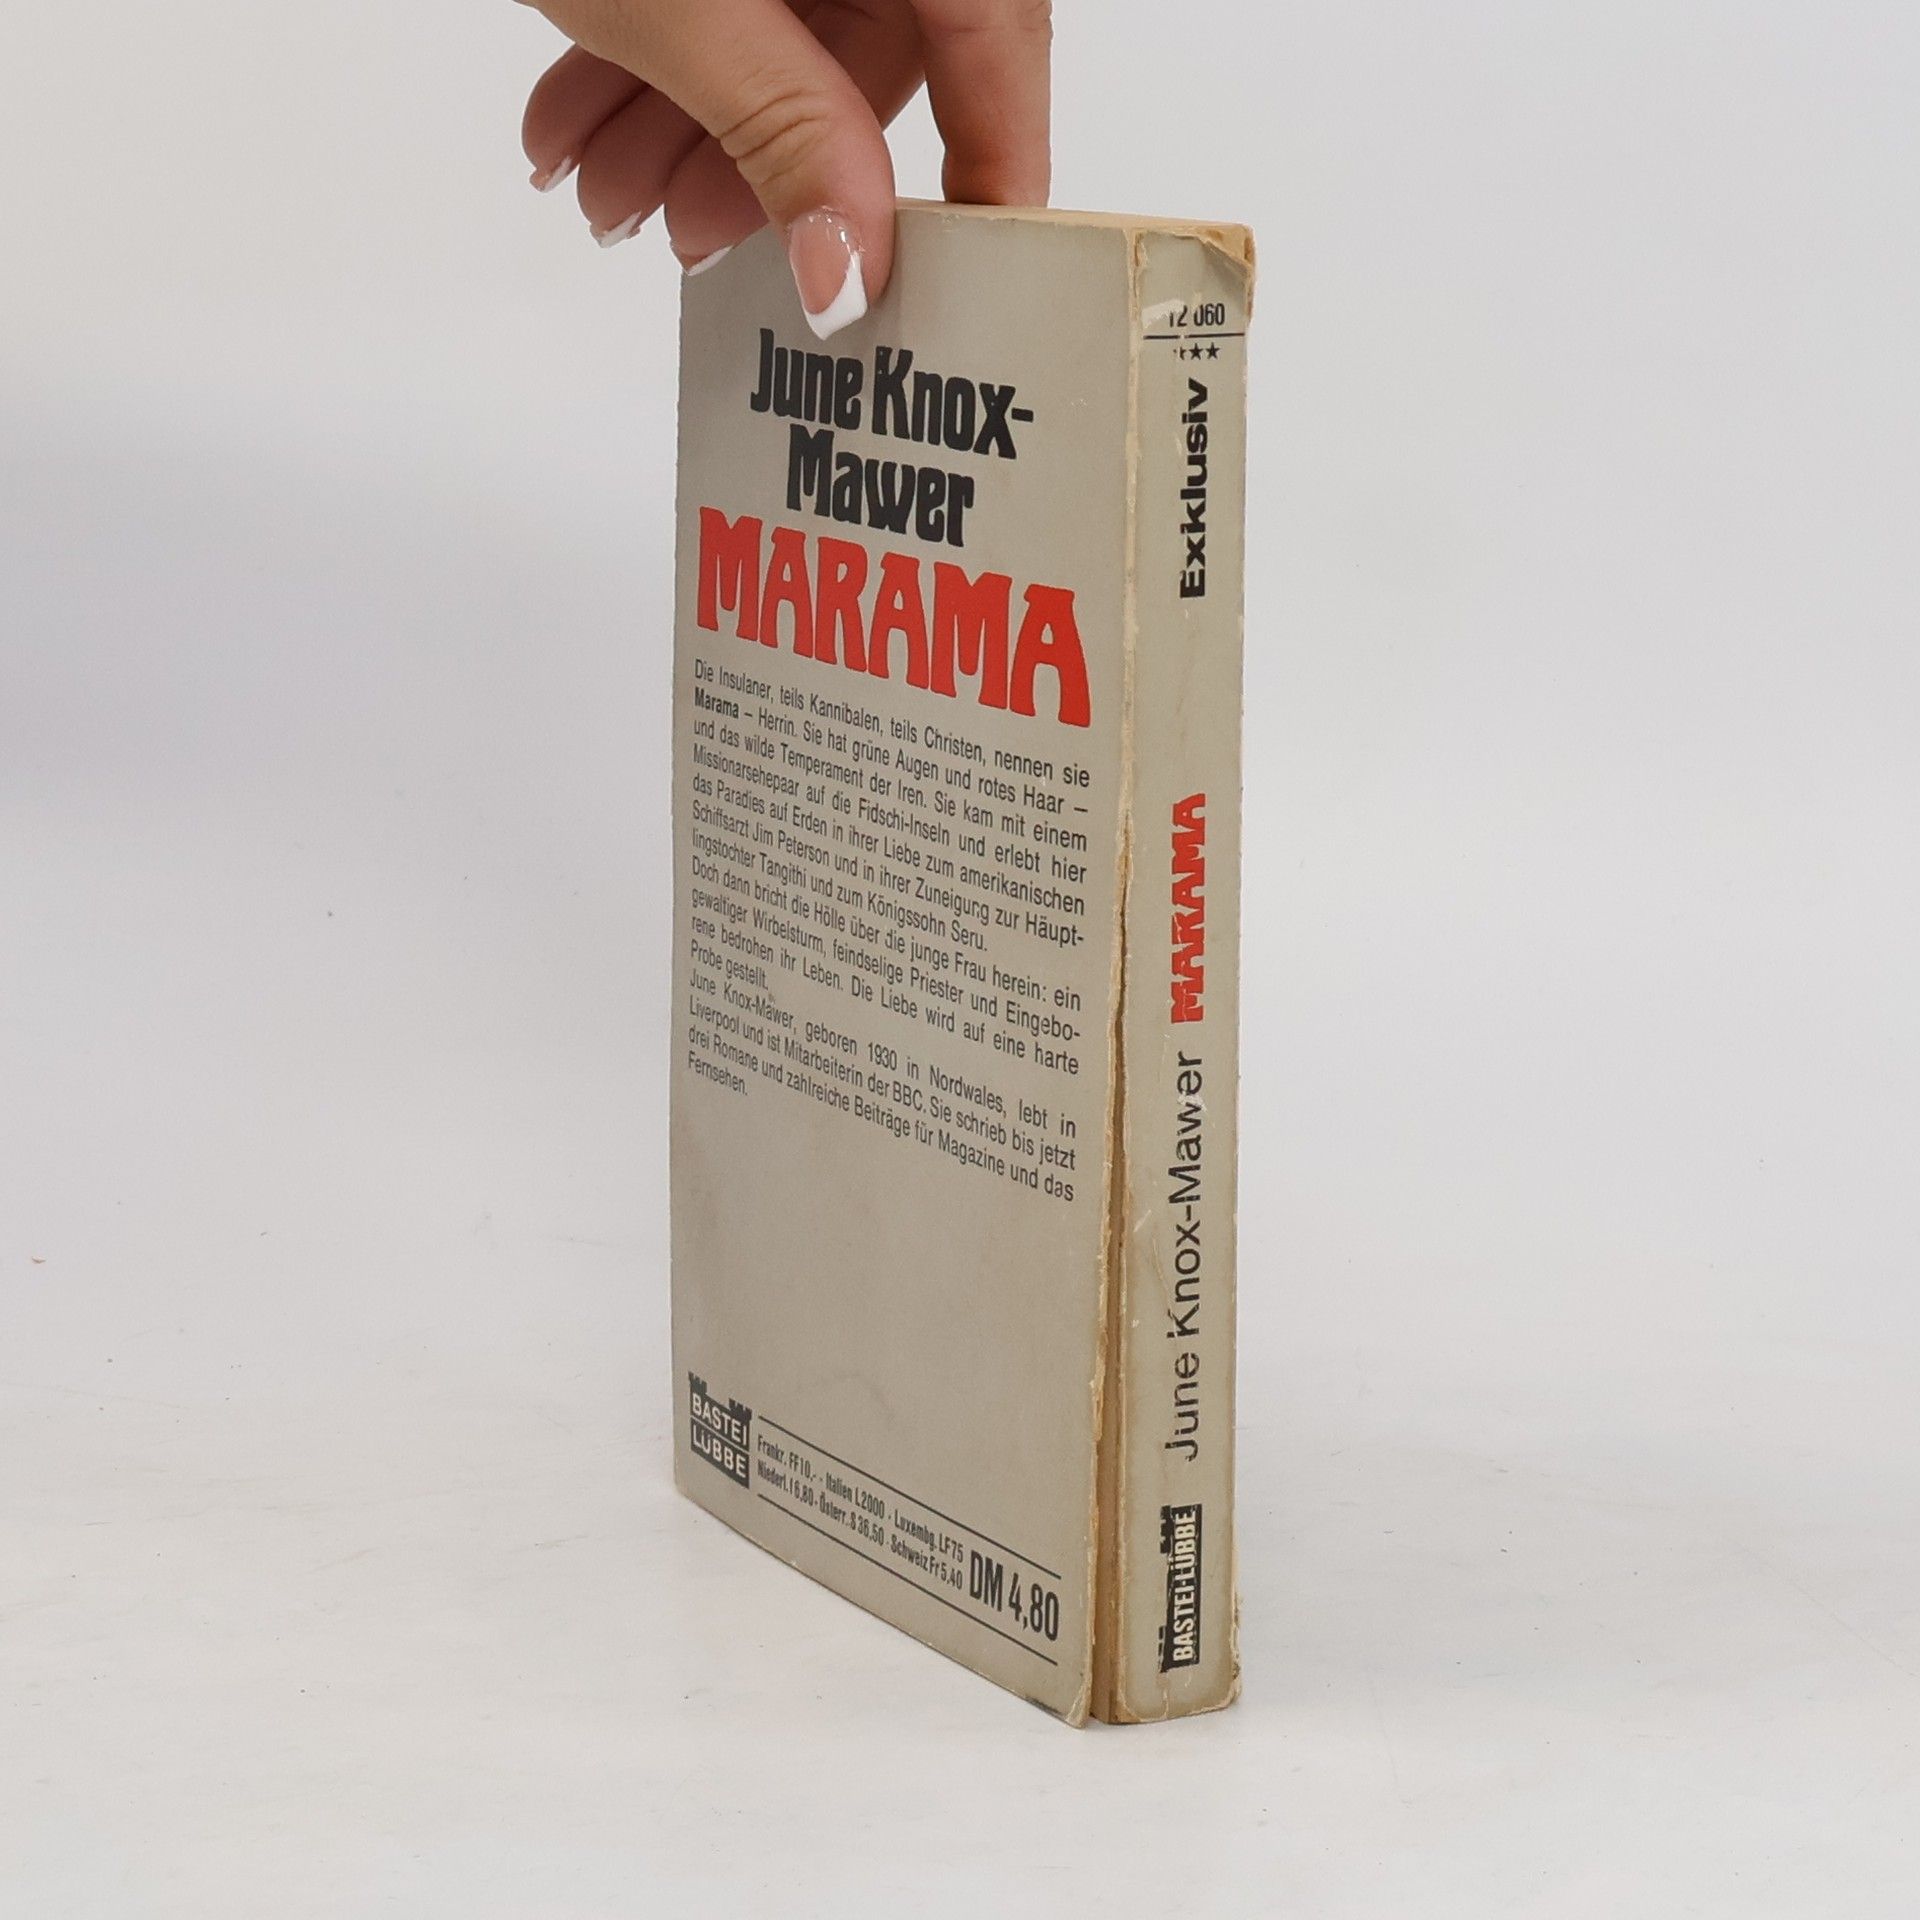 June Knox-
Mawer
MARAMA
Die Insulaner, teils Kannibalen, teils Christen, nennen sie
Marama – Herrin. Sie hat grüne Augen und rotes Haar –
und das wilde Temperament der Iren. Sie kam mit einem
Missionarsehepaar auf die Fidschi-Inseln und erlebt hier
das Paradies auf Erden in ihrer Liebe zum amerikanischen
Schiffsarzt Jim Peterson und in ihrer Zuneigung zur Häupt-
lingstochter Tangithi und zum Königssohn Seru.
Doch dann bricht die Hölle über die junge Frau herein: ein
gewaltiger Wirbelsturm, feindselige Priester und Eingebo-
rene bedrohen ihr Leben. Die Liebe wird auf eine harte
Probe gestellt.
June Knox-Mawer, geboren 1930 in Nordwales, lebt in
Liverpool und ist Mitarbeiterin der BBC. Sie schrieb bis jetzt
drei Romane und zahlreiche Beiträge für Magazine und das
Fernsehen.
BASTEI
LÜBBE
Frankr. FF10,- · Italien L2000 · Luxembg. LF75
Niederl. f 6,80 · Österr. S 36,50 · Schweiz Fr 5,40
DM 4,80
12 060
★★★
Exklusiv
MARAMA
June Knox-Mawer
BASTEI-LÜBBE